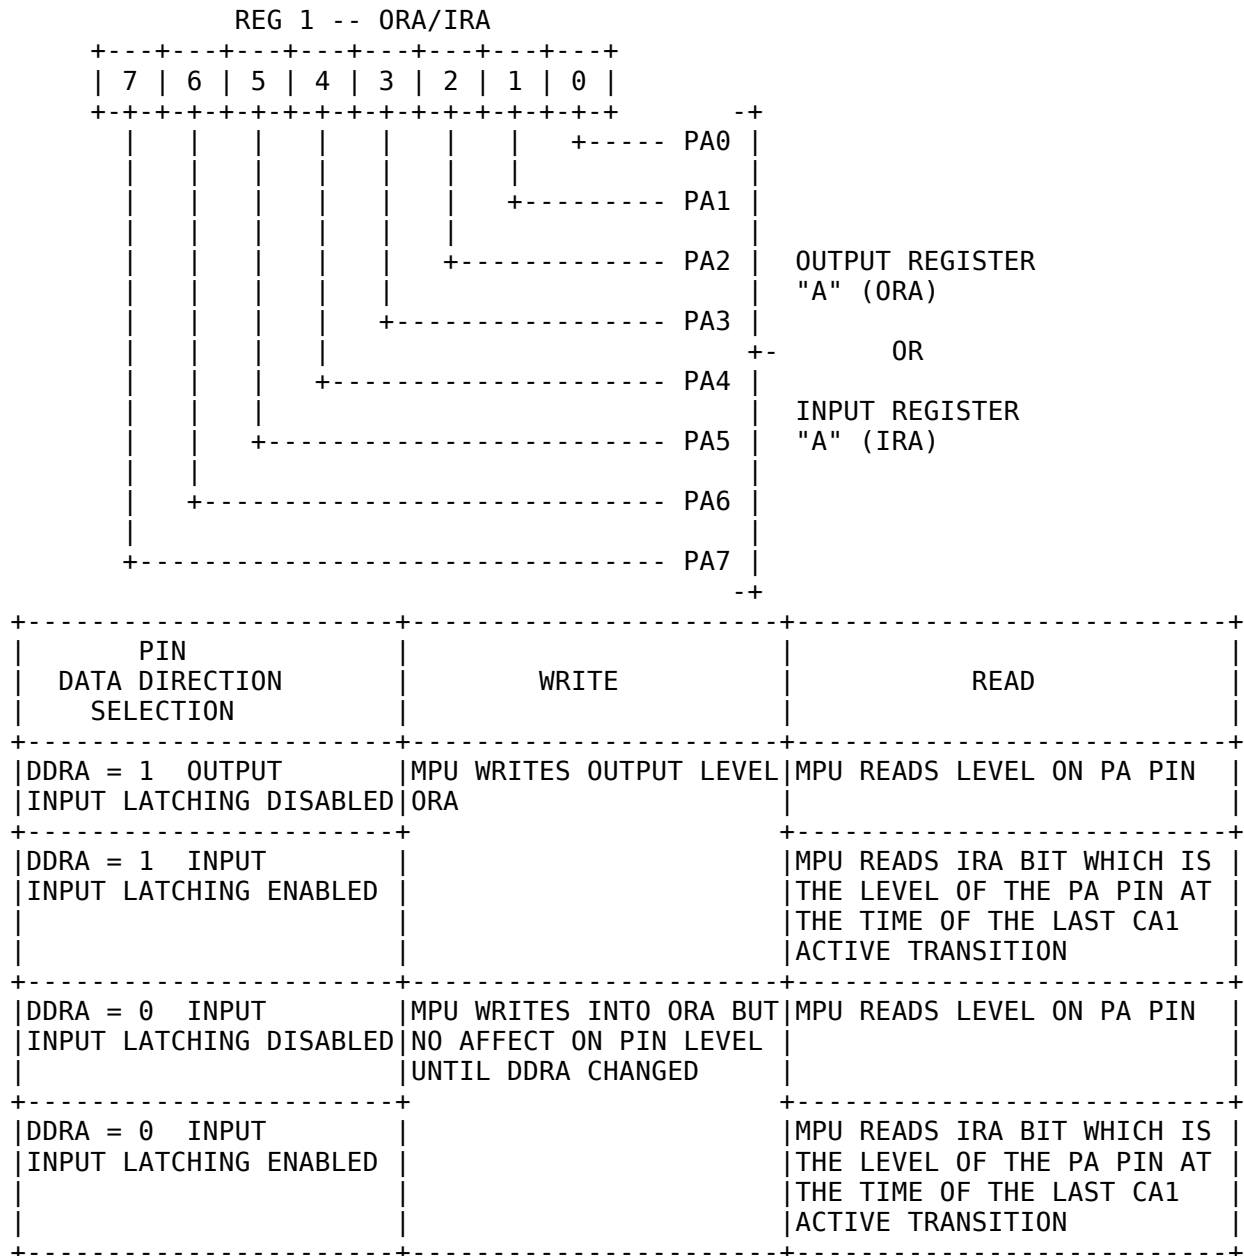 REG 1 -- ORA/IRA
7 6 5 4 3 2 1 0
PA0
PA1
PA2 OUTPUT REGISTER
"A" (ORA)
PA3
OR
PA4
INPUT REGISTER
PA5 "A" (IRA)
PA6
PA7
PIN
DATA DIRECTION WRITE READ
SELECTION
DDRA = 1 OUTPUT MPU WRITES OUTPUT LEVEL MPU READS LEVEL ON PA PIN
INPUT LATCHING DISABLED ORA
DDRA = 1 INPUT MPU READS IRA BIT WHICH IS
INPUT LATCHING ENABLED THE LEVEL OF THE PA PIN AT
THE TIME OF THE LAST CA1
ACTIVE TRANSITION
DDRA = 0 INPUT MPU WRITES INTO ORA BUT MPU READS LEVEL ON PA PIN
INPUT LATCHING DISABLED NO AFFECT ON PIN LEVEL
UNTIL DDRA CHANGED
DDRA = 0 INPUT MPU READS IRA BIT WHICH IS
INPUT LATCHING ENABLED THE LEVEL OF THE PA PIN AT
THE TIME OF THE LAST CA1
ACTIVE TRANSITION